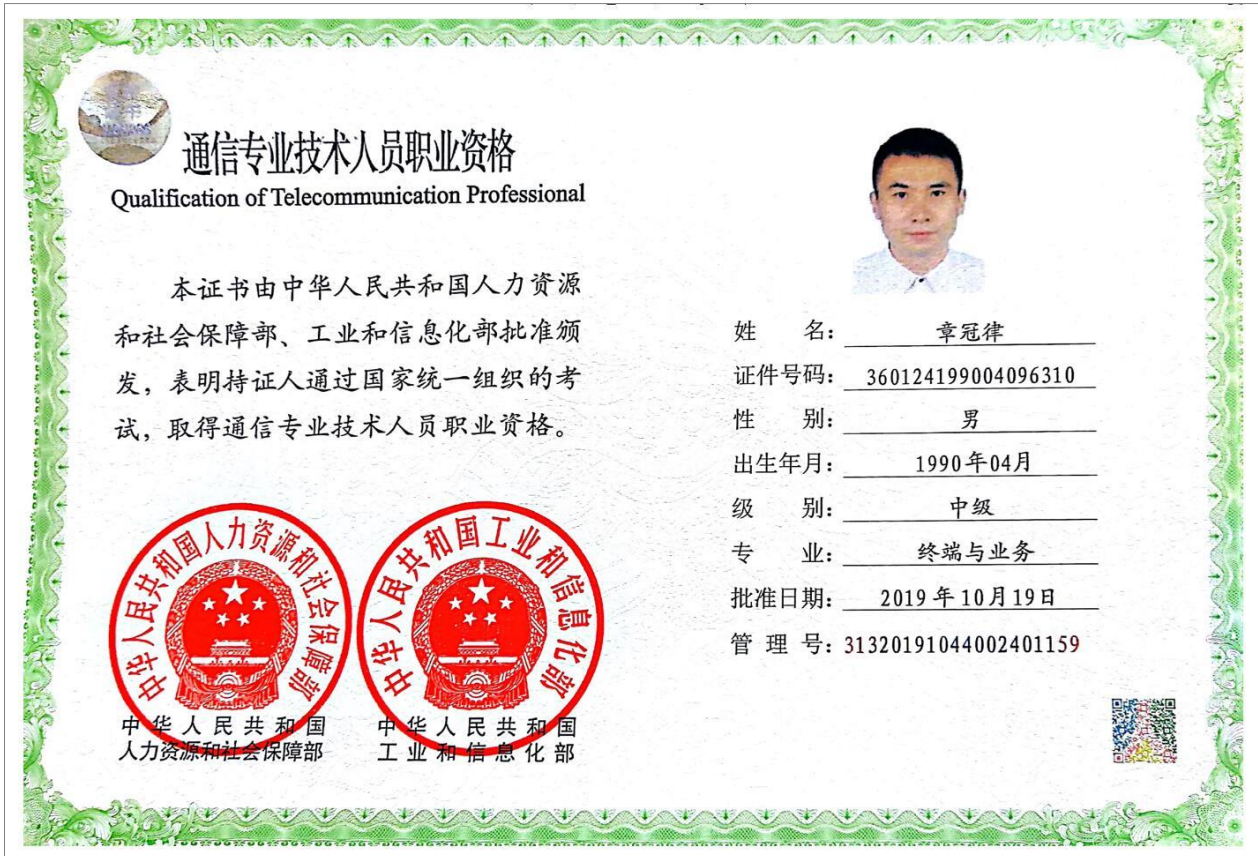 通信专业技术人员职业资格
Qualification of Telecommunication Professional
本证书由中华人民共和国人力资源
和社会保障部、工业和信息化部批准颁
发，表明持证人通过国家统一组织的考
试，取得通信专业技术人员职业资格。
中华人民共和国人力资源和社会保障部
中华人民共和国
人力资源和社会保障部
中华人民共和国工业和信息化部
中华人民共和国
工业和信息化部
姓 名： 章冠律
证件号码： 360124199004096310
性 别： 男
出生年月： 1990年04月
级 别： 中级
专 业： 终端与业务
批准日期： 2019年10月19日
管 理 号： 31320191044002401159